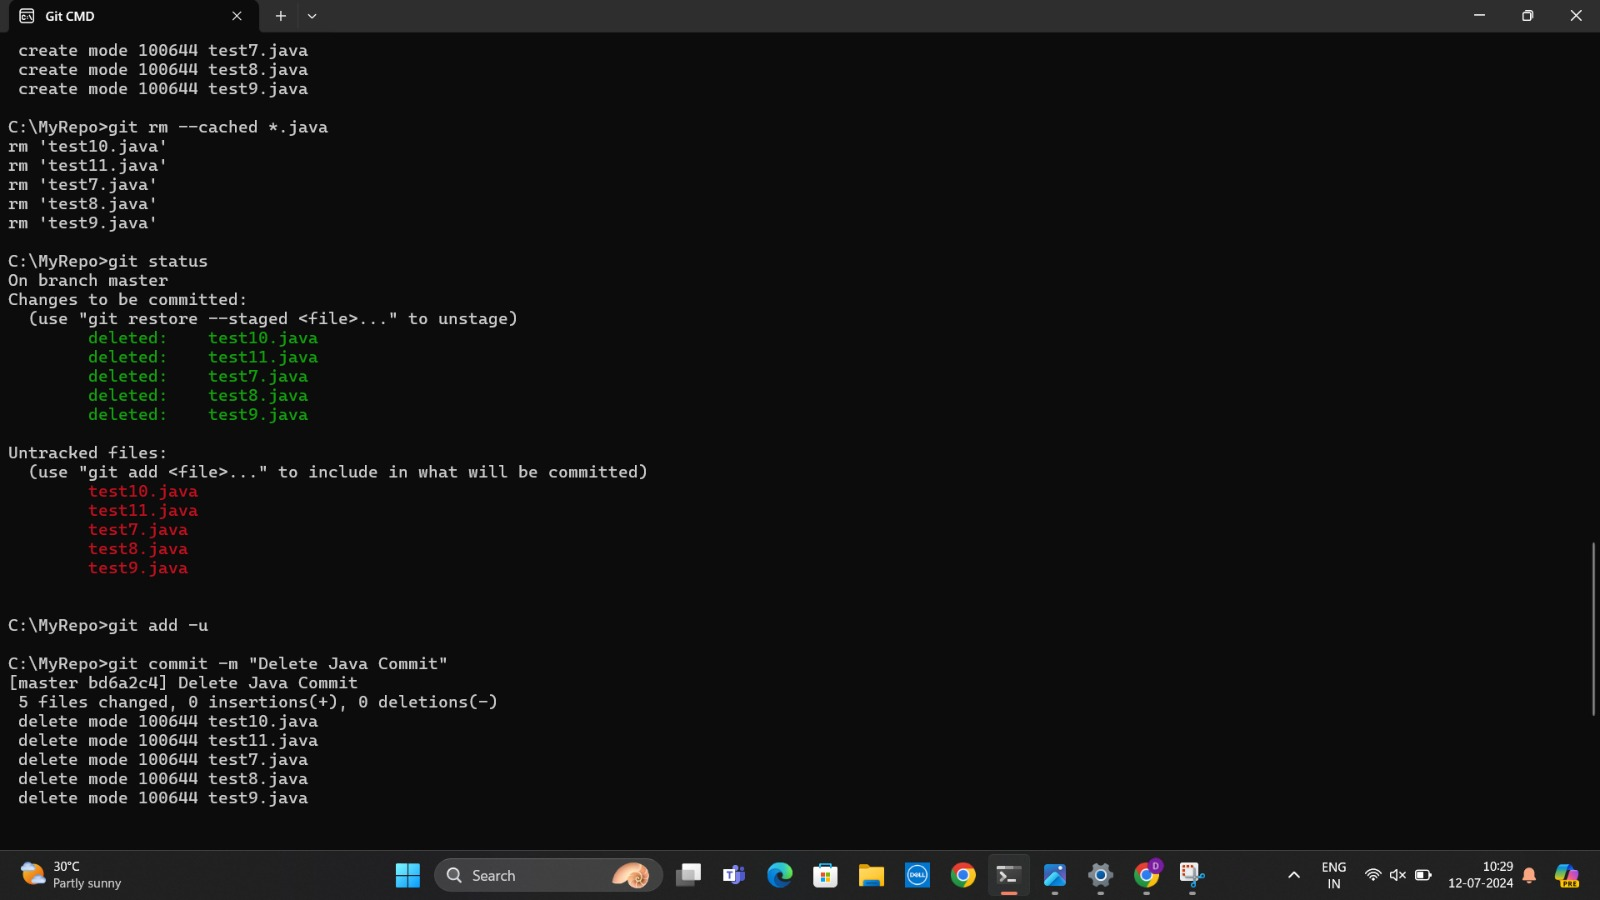 Git CMD
create mode 100644 test7.java
create mode 100644 test8.java
create mode 100644 test9.java
C:\MyRepo>git rm --cached *.java
rm 'test10.java'
rm 'test11.java'
rm 'test7.java'
rm 'test8.java'
rm 'test9.java'
C:\MyRepo>git status
On branch master
Changes to be committed:
(use "git restore --staged <file>..." to unstage)
deleted:    test10.java
deleted:    test11.java
deleted:    test7.java
deleted:    test8.java
deleted:    test9.java
Untracked files:
(use "git add <file>..." to include in what will be committed)
test10.java
test11.java
test7.java
test8.java
test9.java
C:\MyRepo>git add -u
C:\MyRepo>git commit -m "Delete Java Commit"
[master bd6a2c4] Delete Java Commit
5 files changed, 0 insertions(+), 0 deletions(-)
delete mode 100644 test10.java
delete mode 100644 test11.java
delete mode 100644 test7.java
delete mode 100644 test8.java
delete mode 100644 test9.java
30°C
Partly sunny
Search
DELL
D
ENG
IN
10:29
12-07-2024
PRE